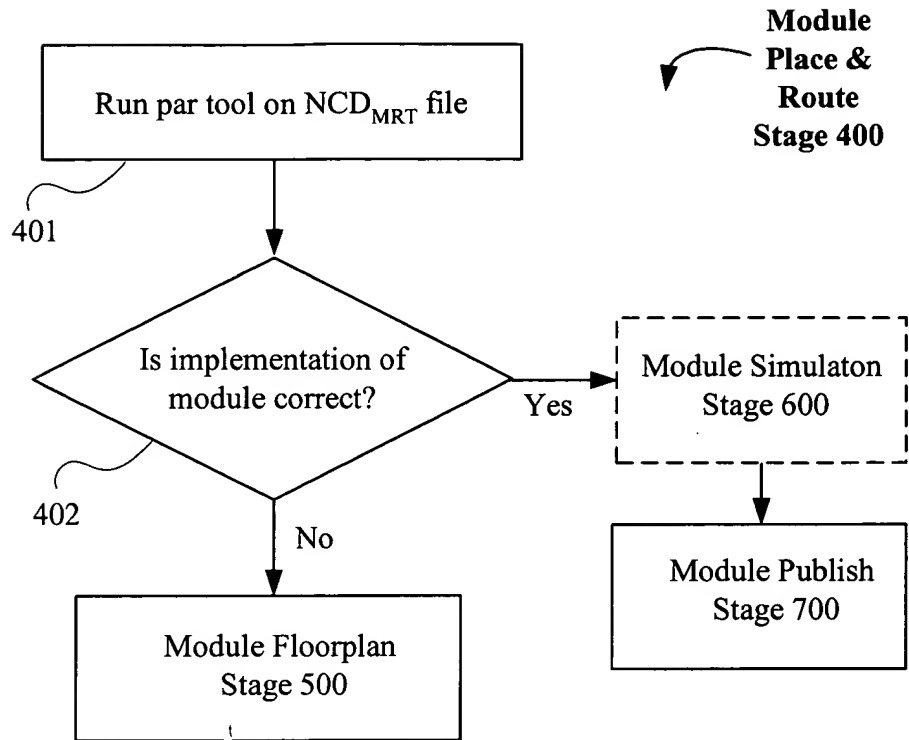 Module
Place &
Route
Stage 400
Run par tool on NCD_MRT file
401
Is implementation of
module correct?
402
Yes
No
Module Simulaton
Stage 600
Module Publish
Stage 700
Module Floorplan
Stage 500